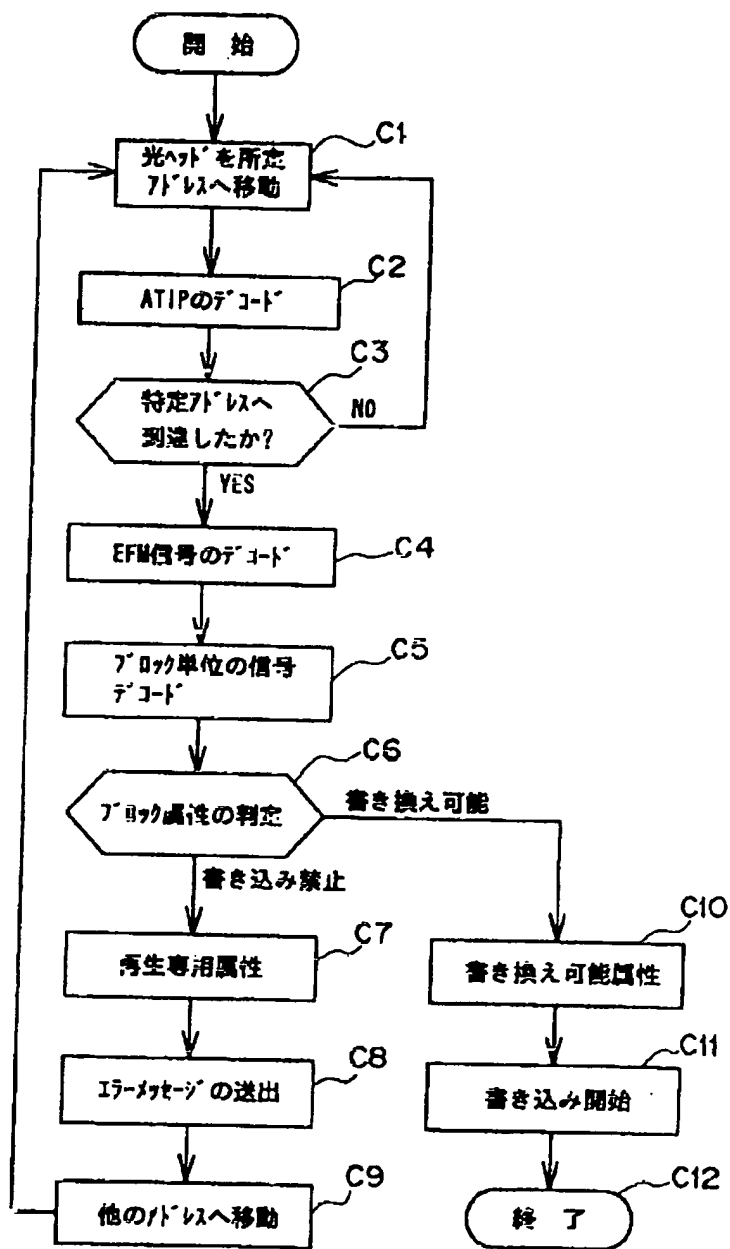 開 始
C1
光ヘッドを所定
アドレスへ移動
C2
ATIPのデコード
C3
特定アドレスへ
到達したか?
NO
YES
EFM信号のデコード
C4
ブロック単位の信号
デコード
C5
C6
ブロック属性の判定
書き換え可能
書き込み禁止
再生専用属性
C7
C10
書き換え可能属性
エラーメッセージの送出
C8
C11
書き込み開始
他のアドレスへ移動
C9
C12
終 了